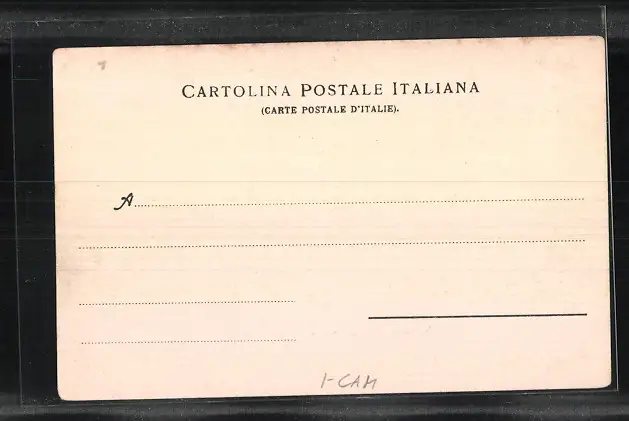 CARTOLINA POSTALE ITALIANA
(CARTE POSTALE D'ITALIE).
A
I-CAM